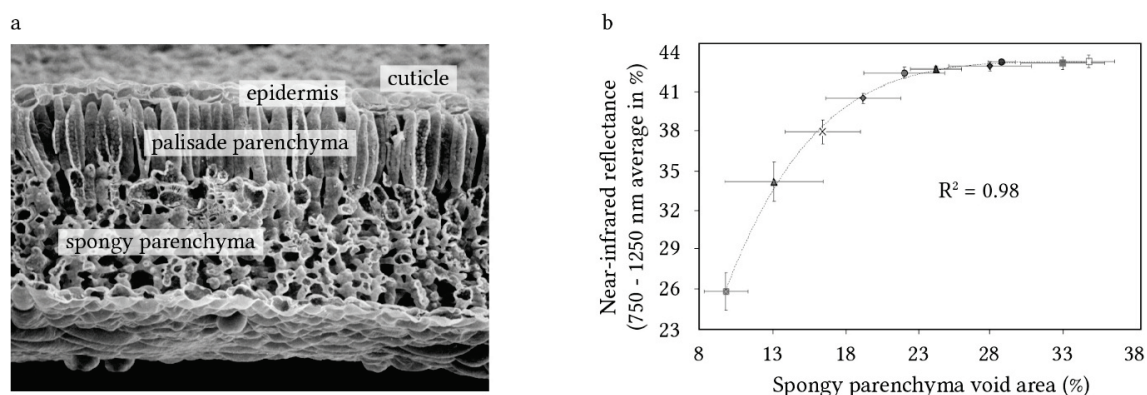 a
cuticle
epidermis
palisade parenchyma
spongy parenchyma
b
Near-infrared reflectance
(750 - 1250 nm average in %)
44
41
38
35
32
29
26
23
R² = 0.98
8
13
18
23
28
33
38
Spongy parenchyma void area (%)